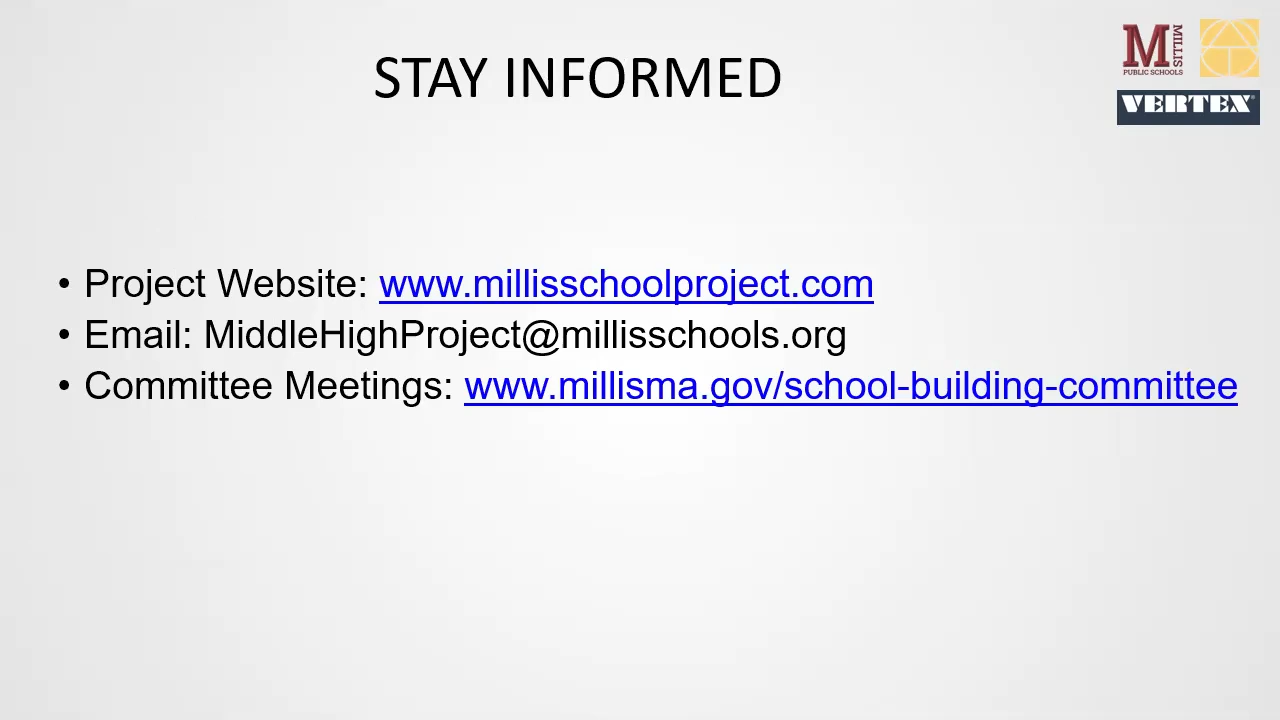 STAY INFORMED
M
MILLIS
PUBLIC SCHOOLS
VERTEX®
• Project Website: www.millisschoolproject.com
• Email: MiddleHighProject@millisschools.org
• Committee Meetings: www.millisma.gov/school-building-committee